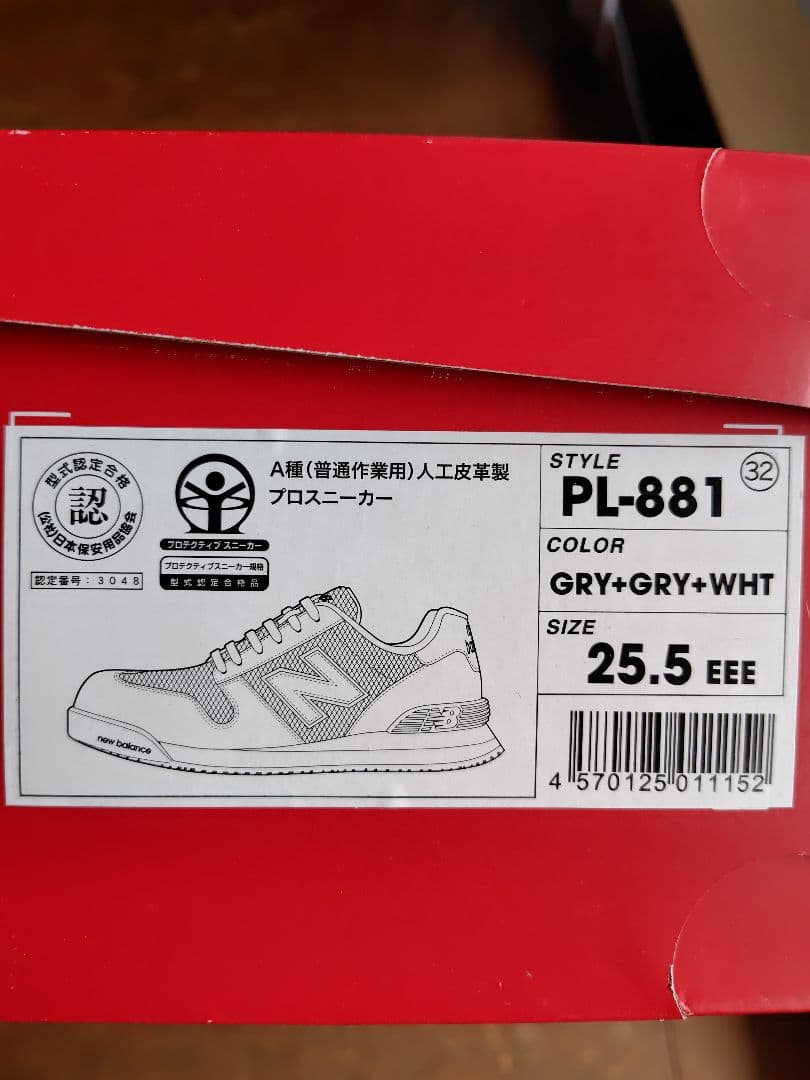 型式認定合格
認
(公社)日本保安用品協会
認定番号：3048
プロテクティブスニーカー
プロテクティブスニーカー規格
型式認定合格品
A種(普通作業用)人工皮革製
プロスニーカー
N
NB
new balance
STYLE
PL-881
32
COLOR
GRY+GRY+WHT
SIZE
25.5 EEE
4 570125 011152